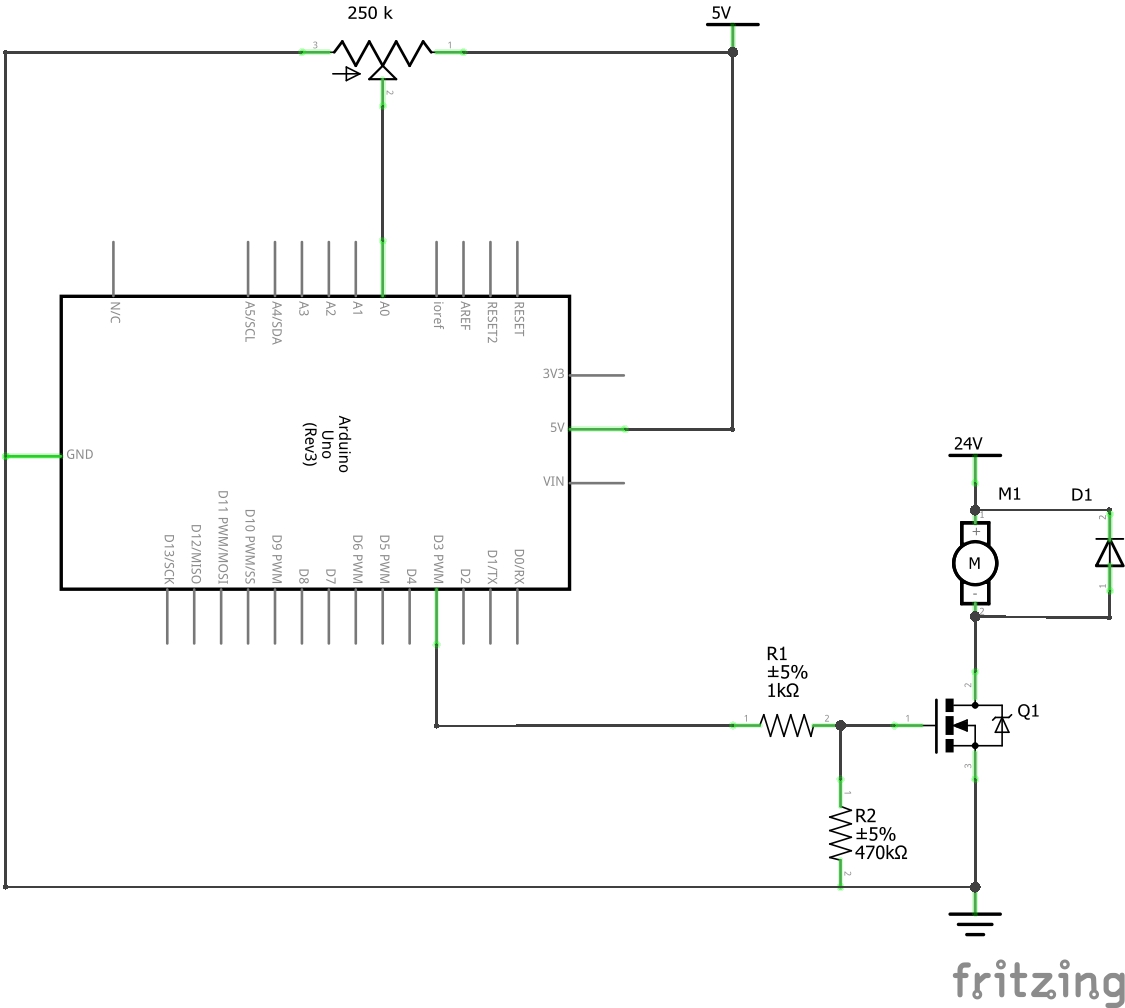 250 k
5V
3
1
2
N/C
A5/SCL
A4/SDA
A3
A2
A1
A0
ioref
AREF
RESET2
RESET
3V3
5V
VIN
GND
Arduino
Uno
(Rev3)
D13/SCK
D12/MISO
D11 PWM/MOSI
D10 PWM/SS
D9 PWM
D8
D7
D6 PWM
D5 PWM
D4
D3 PWM
D2
D1/TX
D0/RX
24V
M1
D1
1
2
+
M
-
1
2
R1
±5%
1kΩ
1
2
2
1
Q1
3
1
R2
±5%
470kΩ
2
fritzing